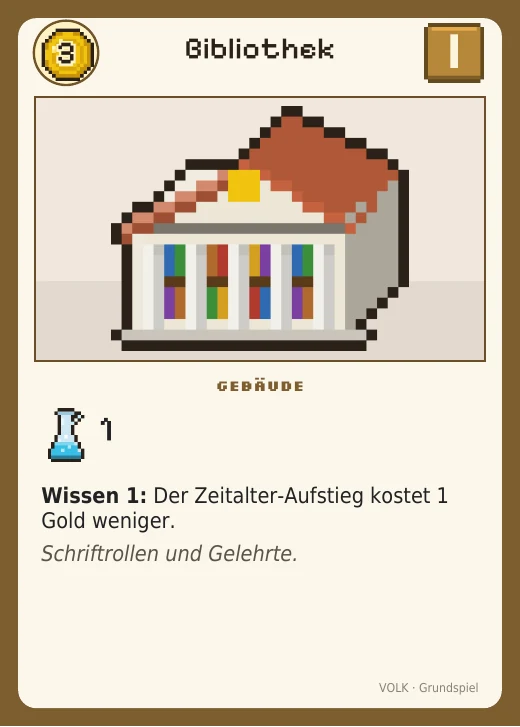 3
Bibliothek
I
GEBÄUDE
1
Wissen 1: Der Zeitalter-Aufstieg kostet 1
Gold weniger.
Schriftrollen und Gelehrte.
VOLK · Grundspiel